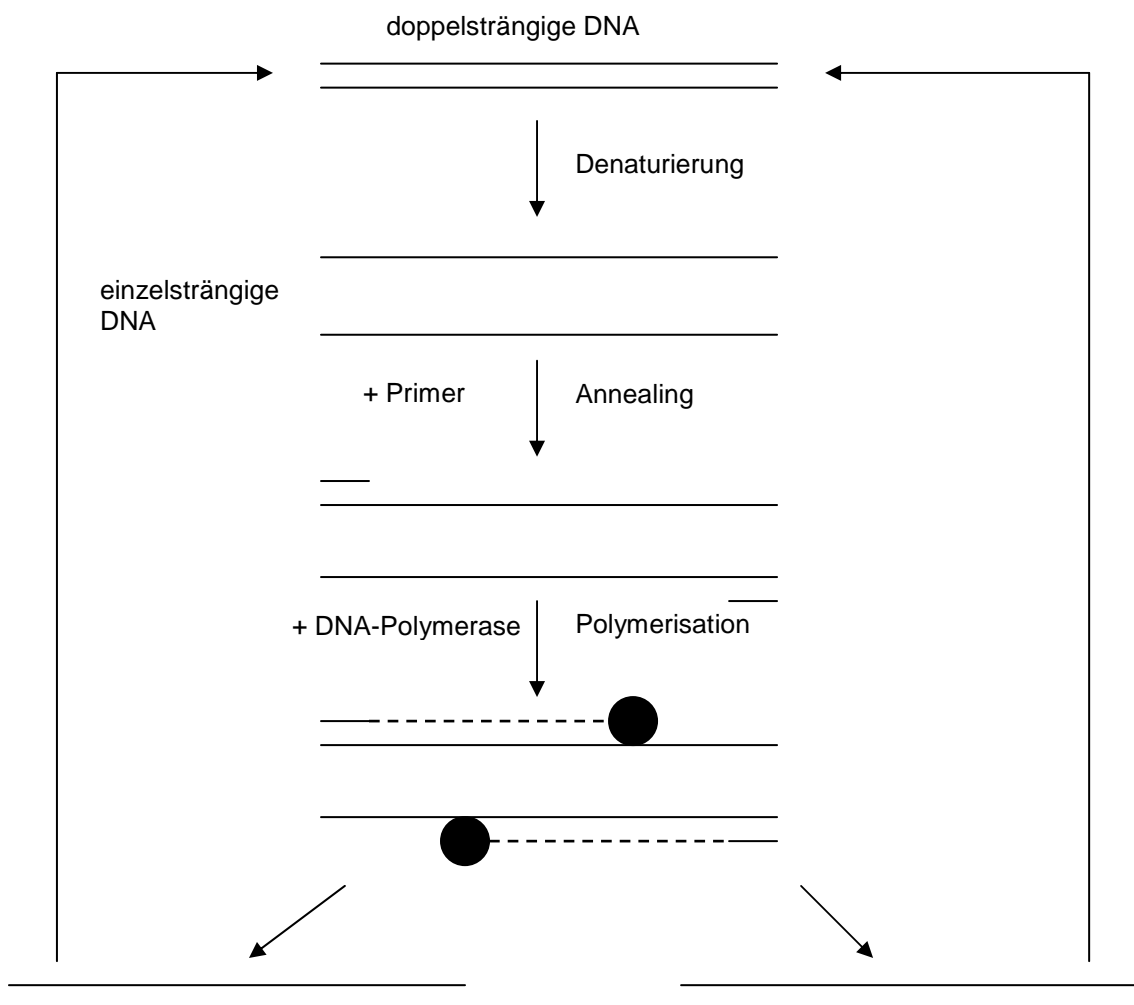 doppelsträngige DNA
Denaturierung
einzelsträngige
DNA
+ Primer
Annealing
+ DNA-Polymerase
Polymerisation